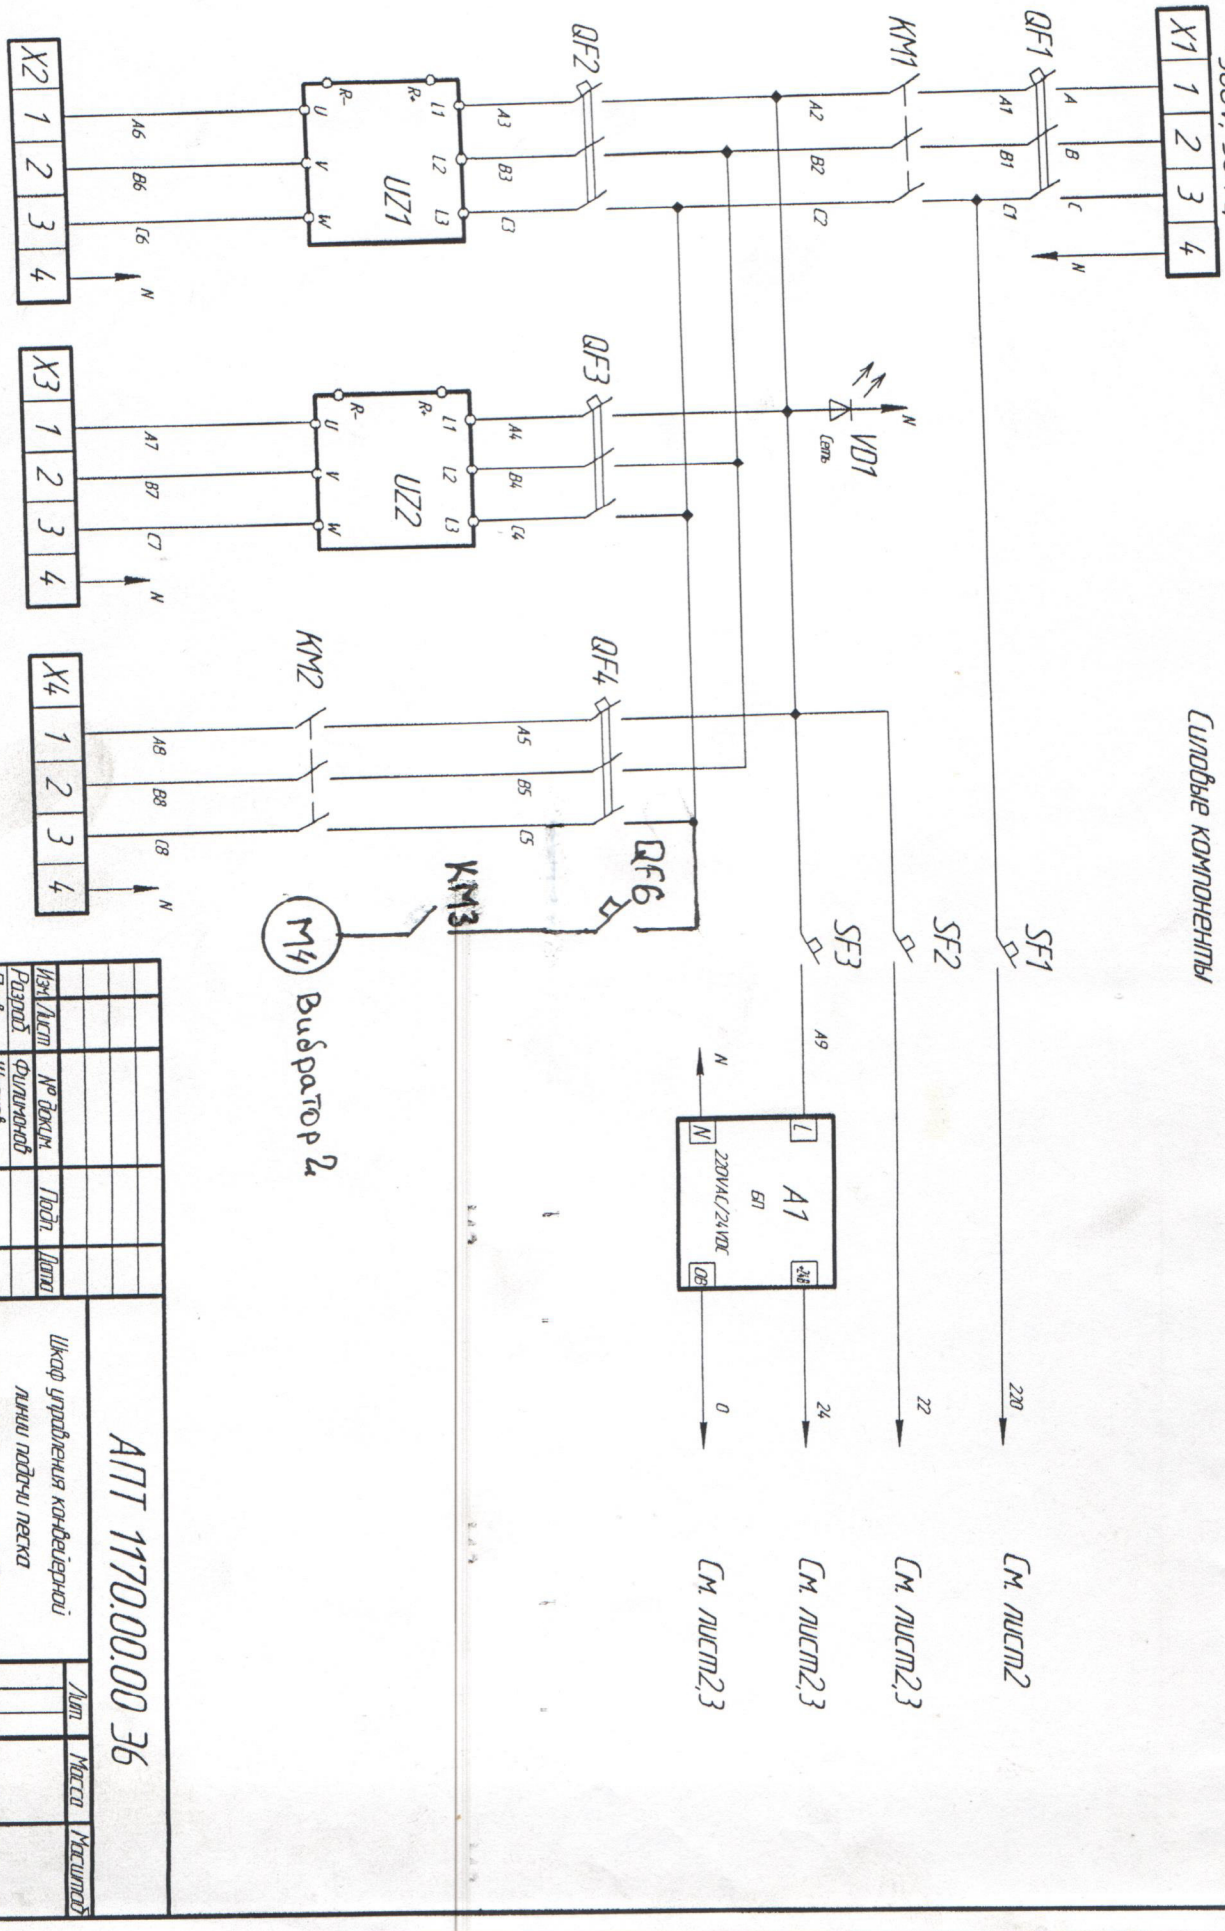 Силовые компоненты
X1 1 2 3 4
A B C N
QF1
A1 B1 C1
KM1
A2 B2 C2
VD1
Сеть
N
SF1
220
См. лист2
SF2
22
См. лист2,3
SF3
A9
L
+24В
24
См. лист2,3
A1
БП
220VAC/24VDC
N
N
0В
0
См. лист2,3
QF2
A3 B3 C3
L1 L2 L3
R+
R-
UZ1
U V W
A6 B6 C6 N
X2 1 2 3 4
QF3
A4 B4 C4
L1 L2 L3
R+
R-
UZ2
U V W
A7 B7 C7 N
X3 1 2 3 4
QF4
A5 B5 C5
KM2
A8 B8 C8 N
X4 1 2 3 4
QF6
KM3
M4
Вибратор 2
АПТ 1170.00.00 Э6
Изм Лист № докум. Подп. Дата
Разраб. Филимонов
Шкаф управления конвейерной
линии подачи песка
Лит. Масса Масштаб